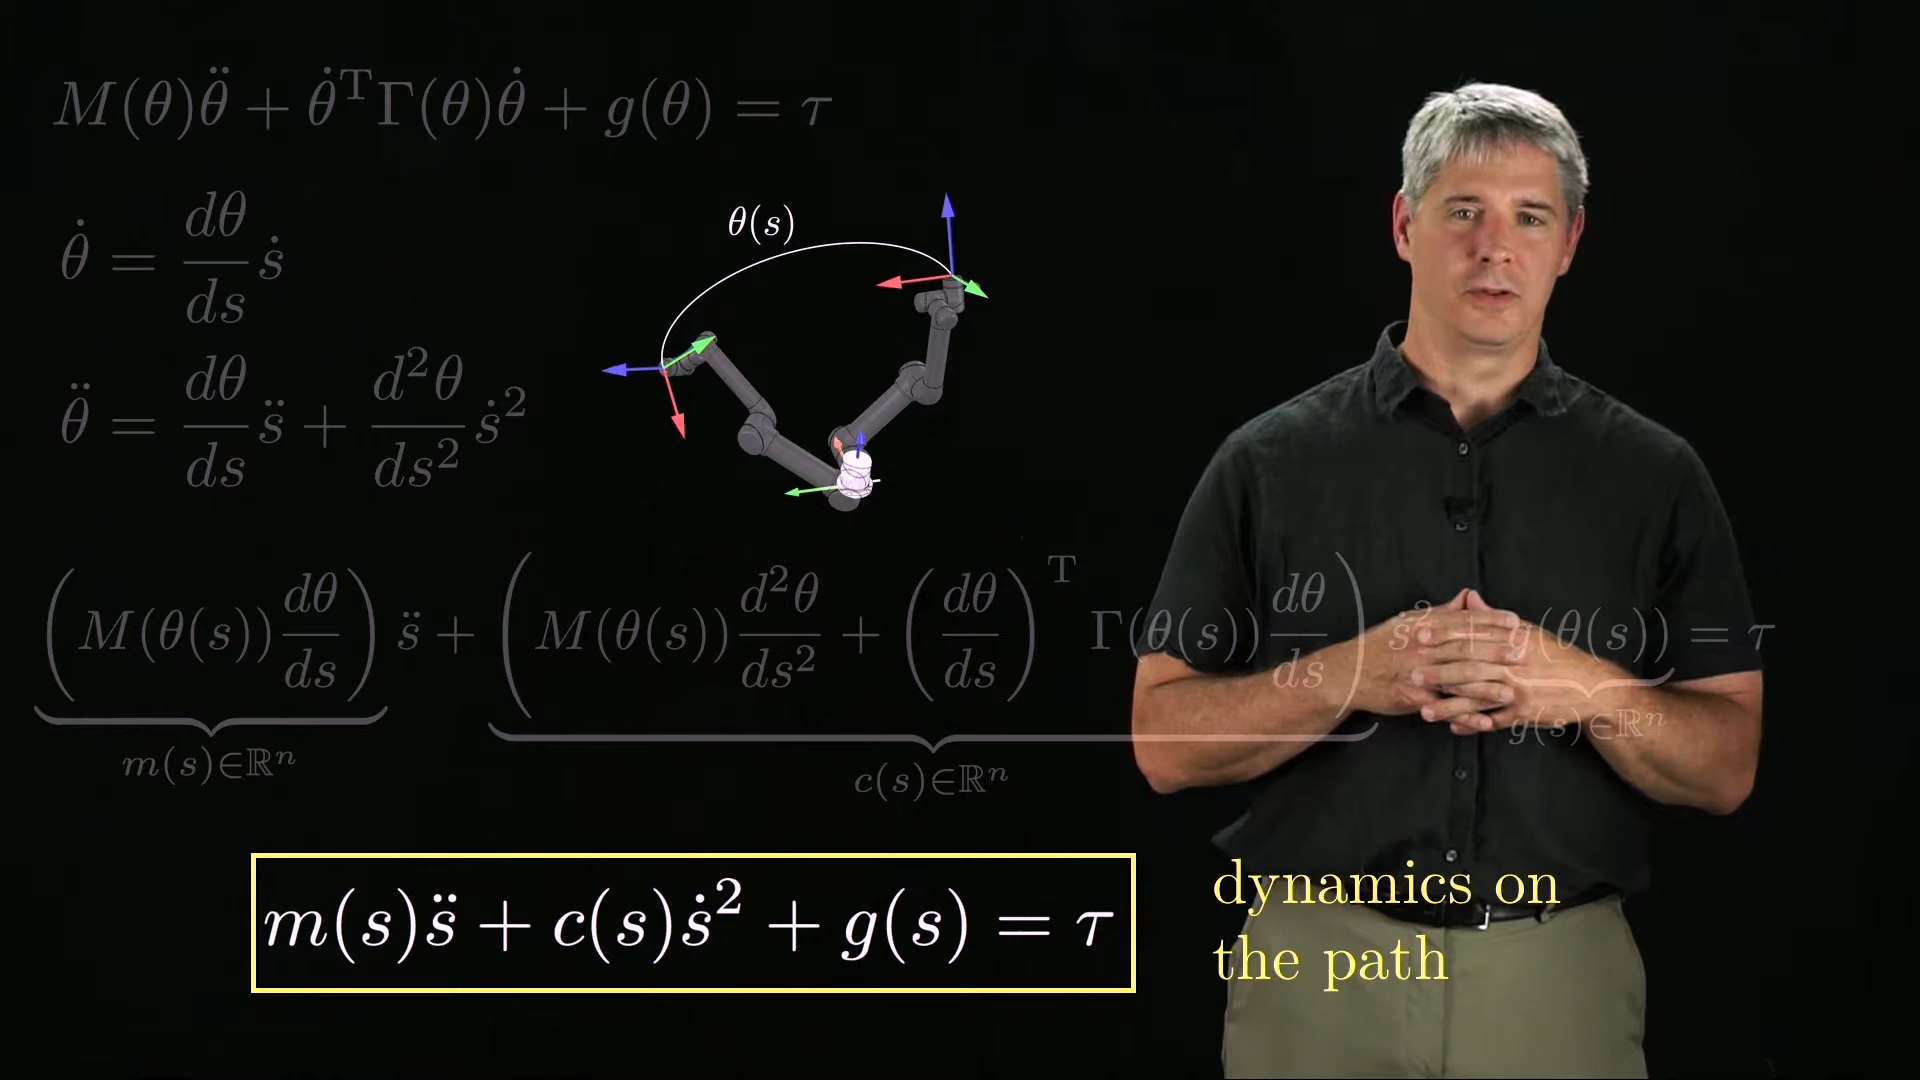 M(θ)θ̈ + θ̇ᵀΓ(θ)θ̇ + g(θ) = τ
θ̇ = dθ/ds ṡ
θ(s)
θ̈ = dθ/ds s̈ + d²θ/ds² ṡ²
(M(θ(s)) dθ/ds) s̈ + (M(θ(s)) d²θ/ds² + (dθ/ds)ᵀ Γ(θ(s)) dθ/ds) ṡ² + g(θ(s)) = τ
m(s)∈ℝⁿ c(s)∈ℝⁿ g(s)∈ℝⁿ
m(s)s̈ + c(s)ṡ² + g(s) = τ
dynamics on
the path